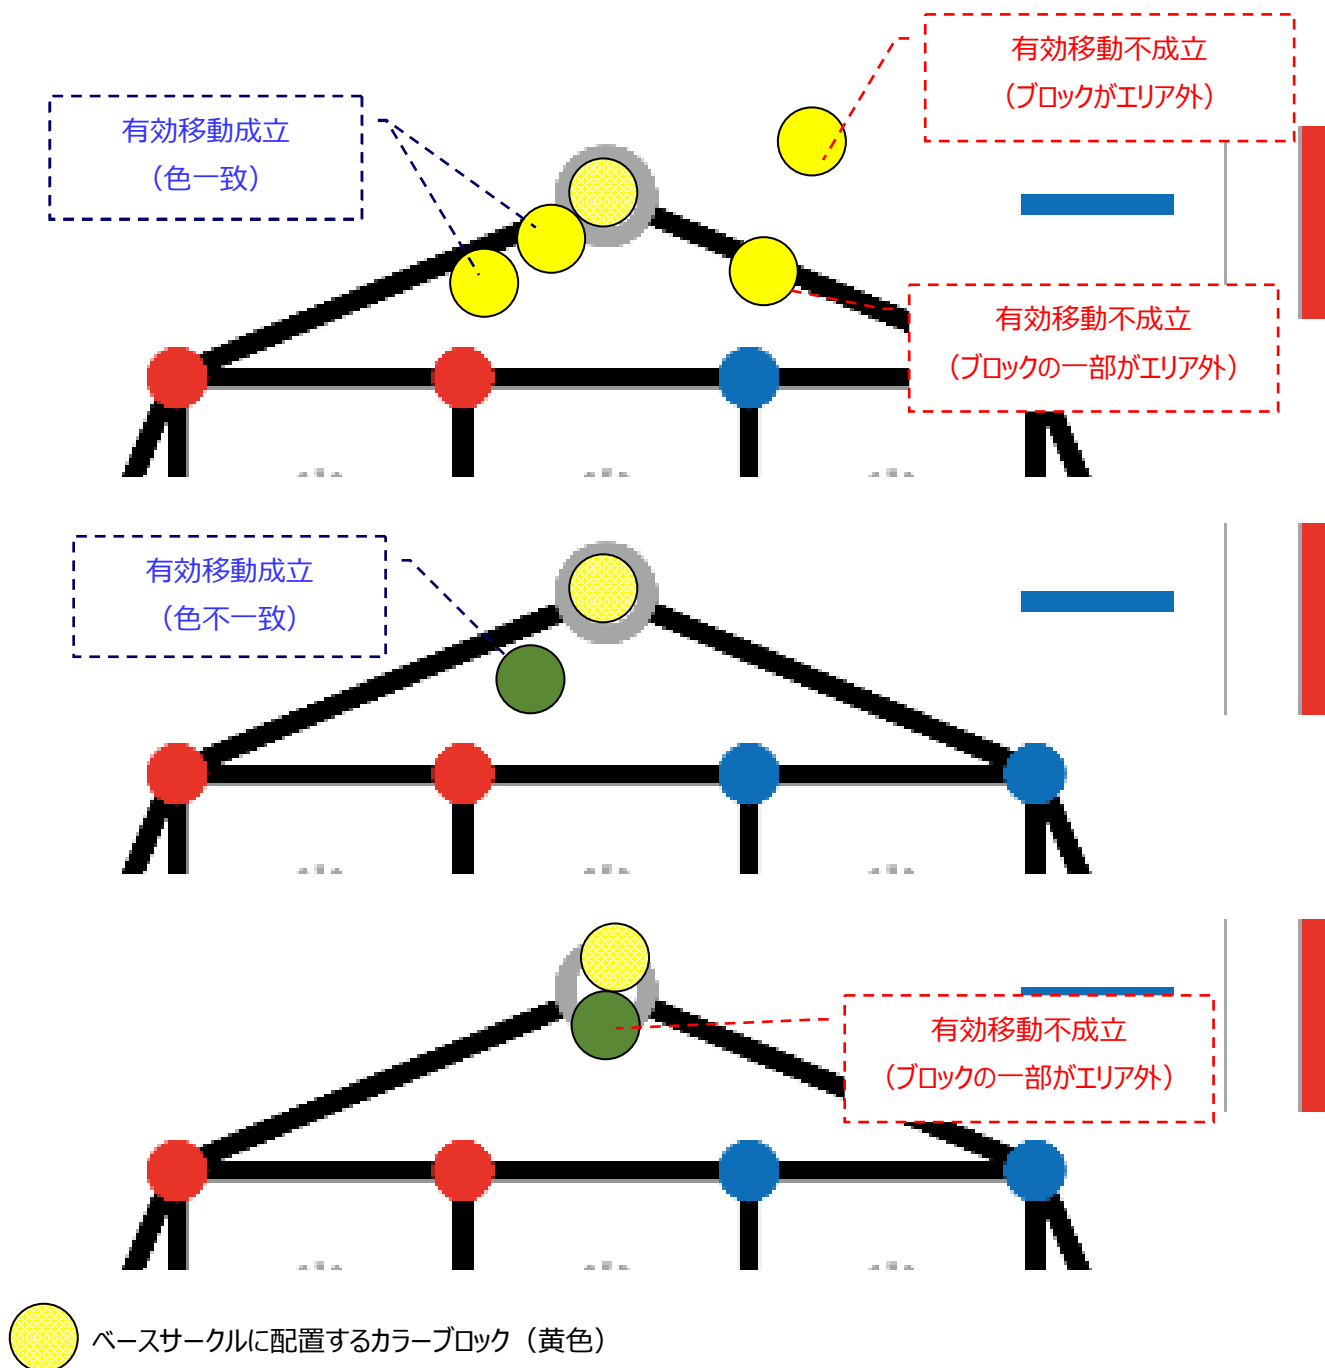 有効移動不成立
（ブロックがエリア外）
有効移動成立
（色一致）
有効移動不成立
（ブロックの一部がエリア外）
有効移動成立
（色不一致）
有効移動不成立
（ブロックの一部がエリア外）
ベースサークルに配置するカラーブロック（黄色）